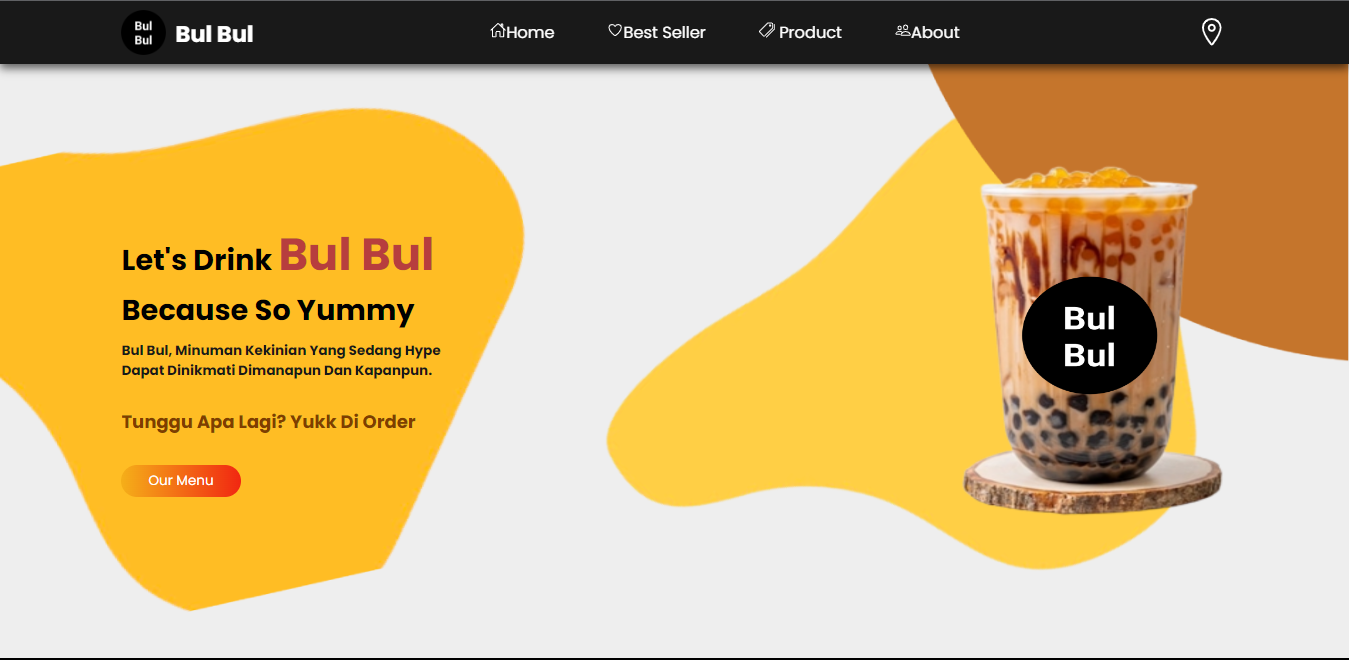 Bul
Bul
Bul Bul
Home
Best Seller
Product
About
Let's Drink Bul Bul
Because So Yummy
Bul Bul, Minuman Kekinian Yang Sedang Hype
Dapat Dinikmati Dimanapun Dan Kapanpun.
Tunggu Apa Lagi? Yukk Di Order
Our Menu
Bul
Bul